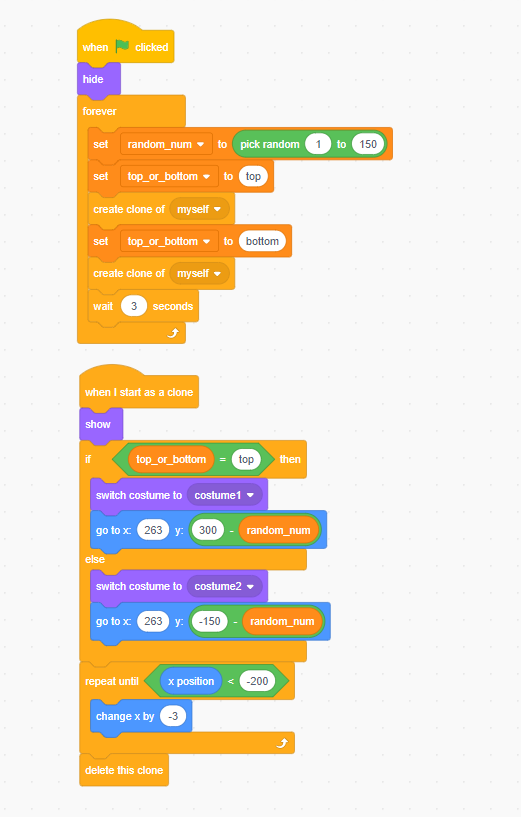 when clicked
hide
forever
set random_num to pick random 1 to 150
set top_or_bottom to top
create clone of myself
set top_or_bottom to bottom
create clone of myself
wait 3 seconds
when I start as a clone
show
if top_or_bottom = top then
switch costume to costume1
go to x: 263 y: 300 - random_num
else
switch costume to costume2
go to x: 263 y: -150 - random_num
repeat until x position < -200
change x by -3
delete this clone